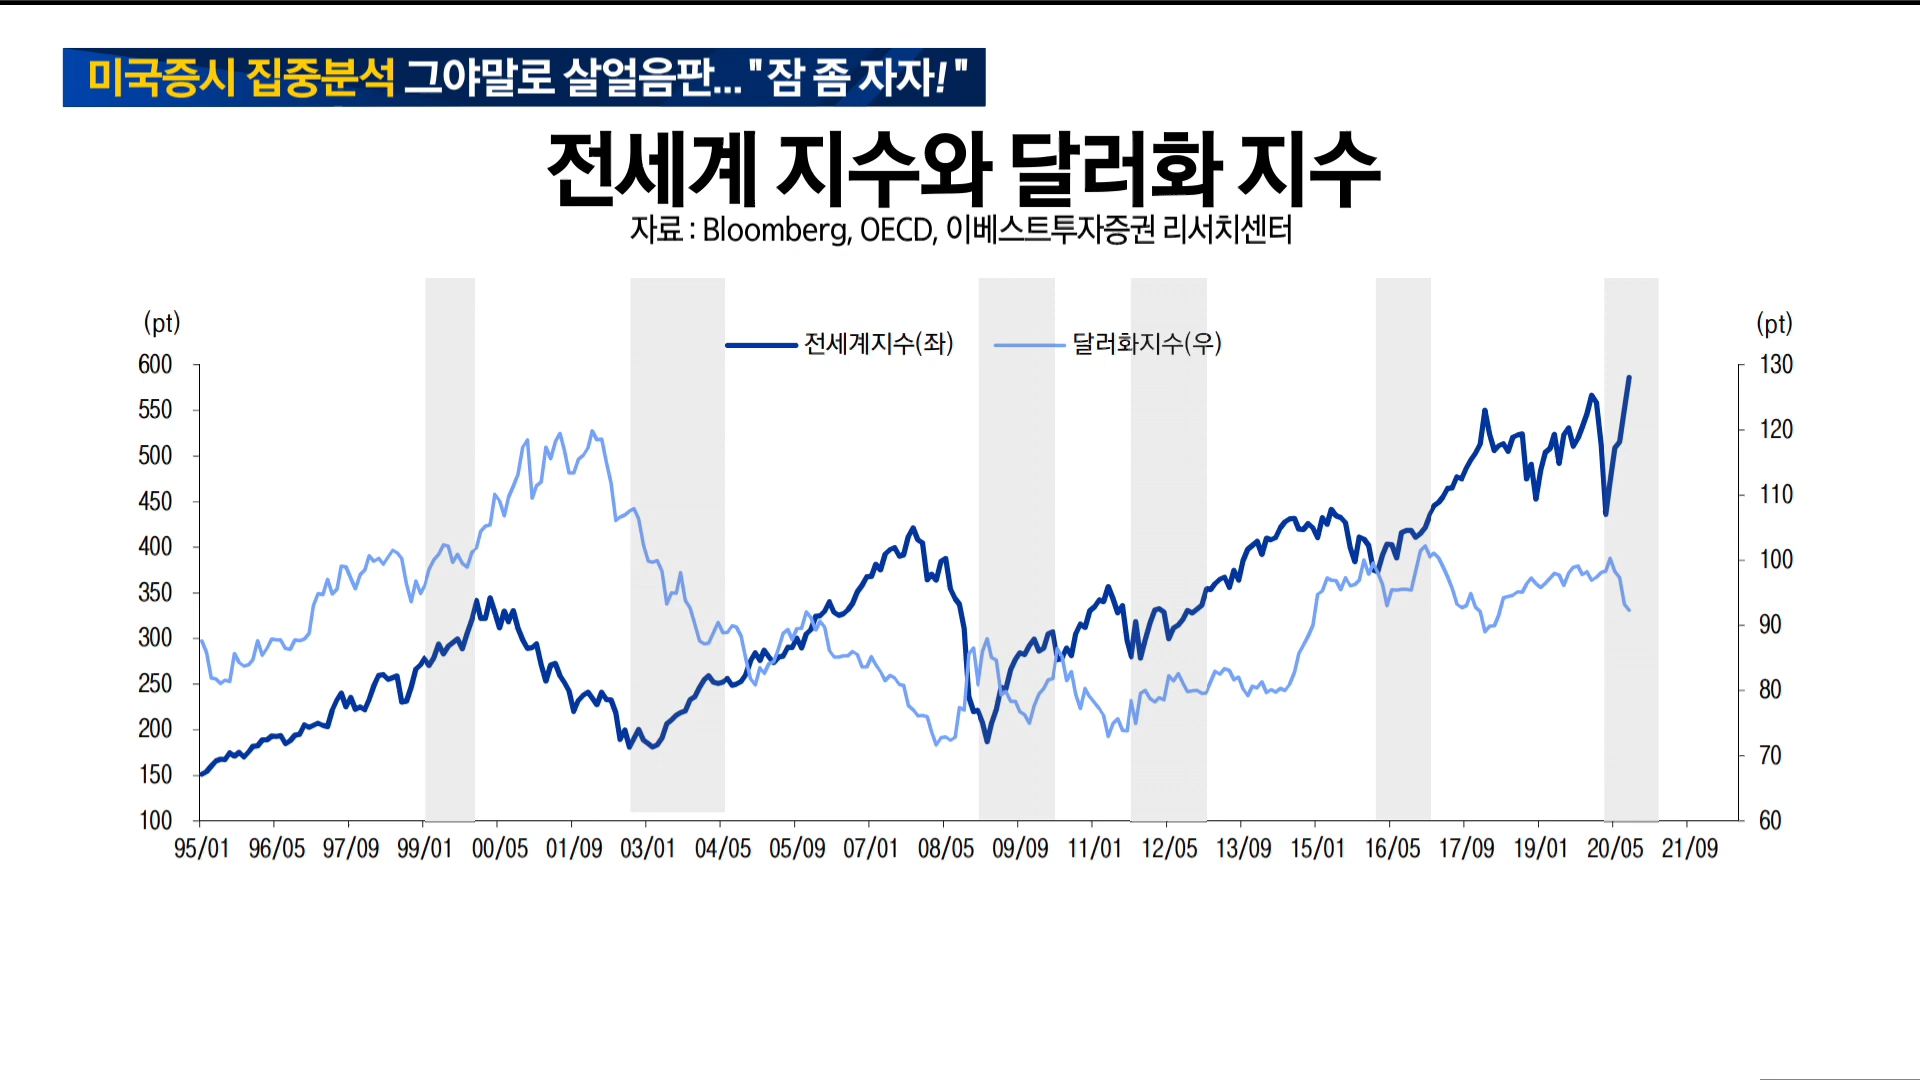 미국증시 집중분석 그야말로 살얼음판... "잠 좀 자자!"
전세계 지수와 달러화 지수
자료 : Bloomberg, OECD, 이베스트투자증권 리서치센터
(pt) (pt)
전세계지수(좌) 달러화지수(우)
600 130
550
120
500
450 110
400
100
350
300 90
250
80
200
70
150
100 60
95/01 96/05 97/09 99/01 00/05 01/09 03/01 04/05 05/09 07/01 08/05 09/09 11/01 12/05 13/09 15/01 16/05 17/09 19/01 20/05 21/09